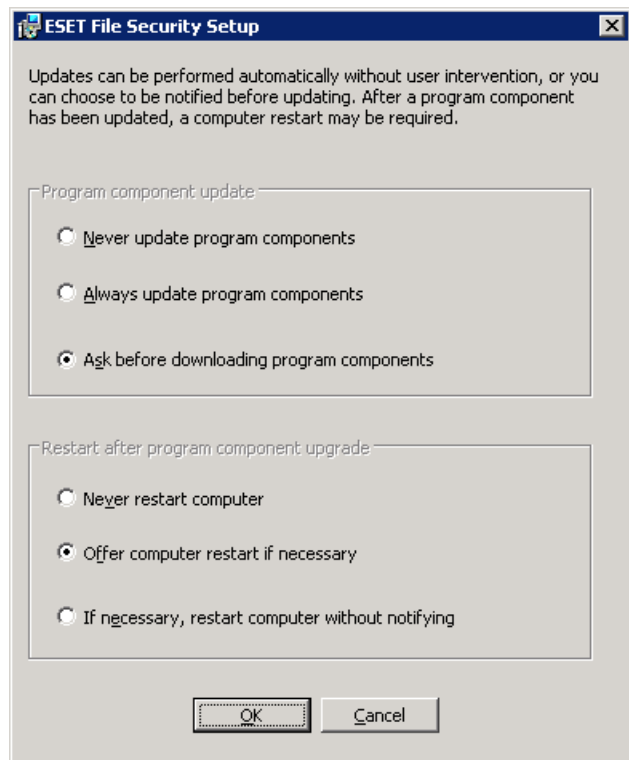 ESET File Security Setup
Updates can be performed automatically without user intervention, or you
can choose to be notified before updating. After a program component
has been updated, a computer restart may be required.
Program component update
Never update program components
Always update program components
Ask before downloading program components
Restart after program component upgrade
Never restart computer
Offer computer restart if necessary
If necessary, restart computer without notifying
OK Cancel